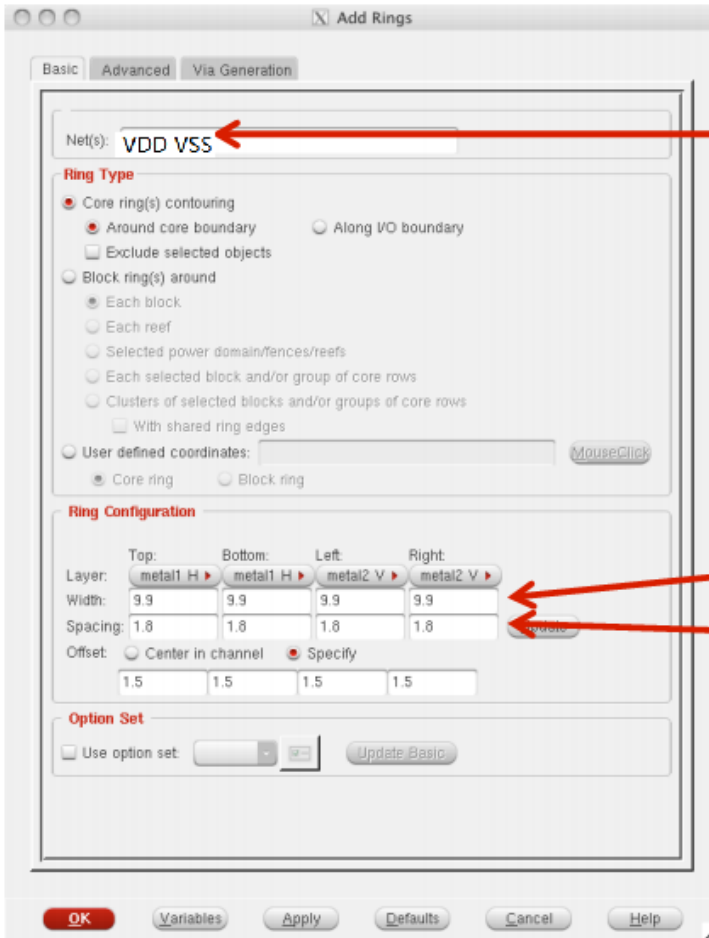 Add Rings
Basic Advanced Via Generation
Net(s): VDD VSS
Ring Type
Core ring(s) contouring
Around core boundary Along I/O boundary
Exclude selected objects
Block ring(s) around
Each block
Each reef
Selected power domain/fences/reefs
Each selected block and/or group of core rows
Clusters of selected blocks and/or groups of core rows
With shared ring edges
User defined coordinates: MouseClick
Core ring Block ring
Ring Configuration
Top: Bottom: Left: Right:
Layer: metal1 H metal1 H metal2 V metal2 V
Width: 9.9 9.9 9.9 9.9
Spacing: 1.8 1.8 1.8 1.8 Update
Offset: Center in channel Specify
1.5 1.5 1.5 1.5
Option Set
Use option set: Update Basic
OK Variables Apply Defaults Cancel Help